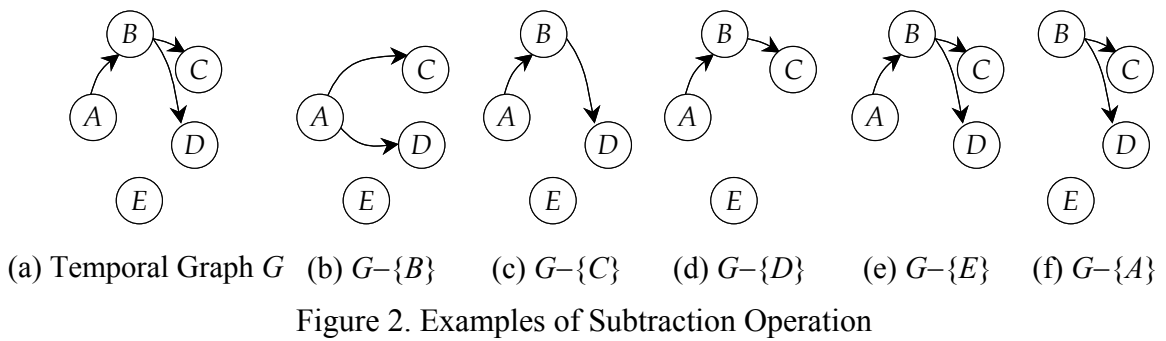 B
C
A
D
E
A
C
D
E
B
A
D
E
B
C
A
E
B
C
A
D
B
C
D
E
(a) Temporal Graph G (b) G–{B} (c) G–{C} (d) G–{D} (e) G–{E} (f) G–{A}
Figure 2. Examples of Subtraction Operation